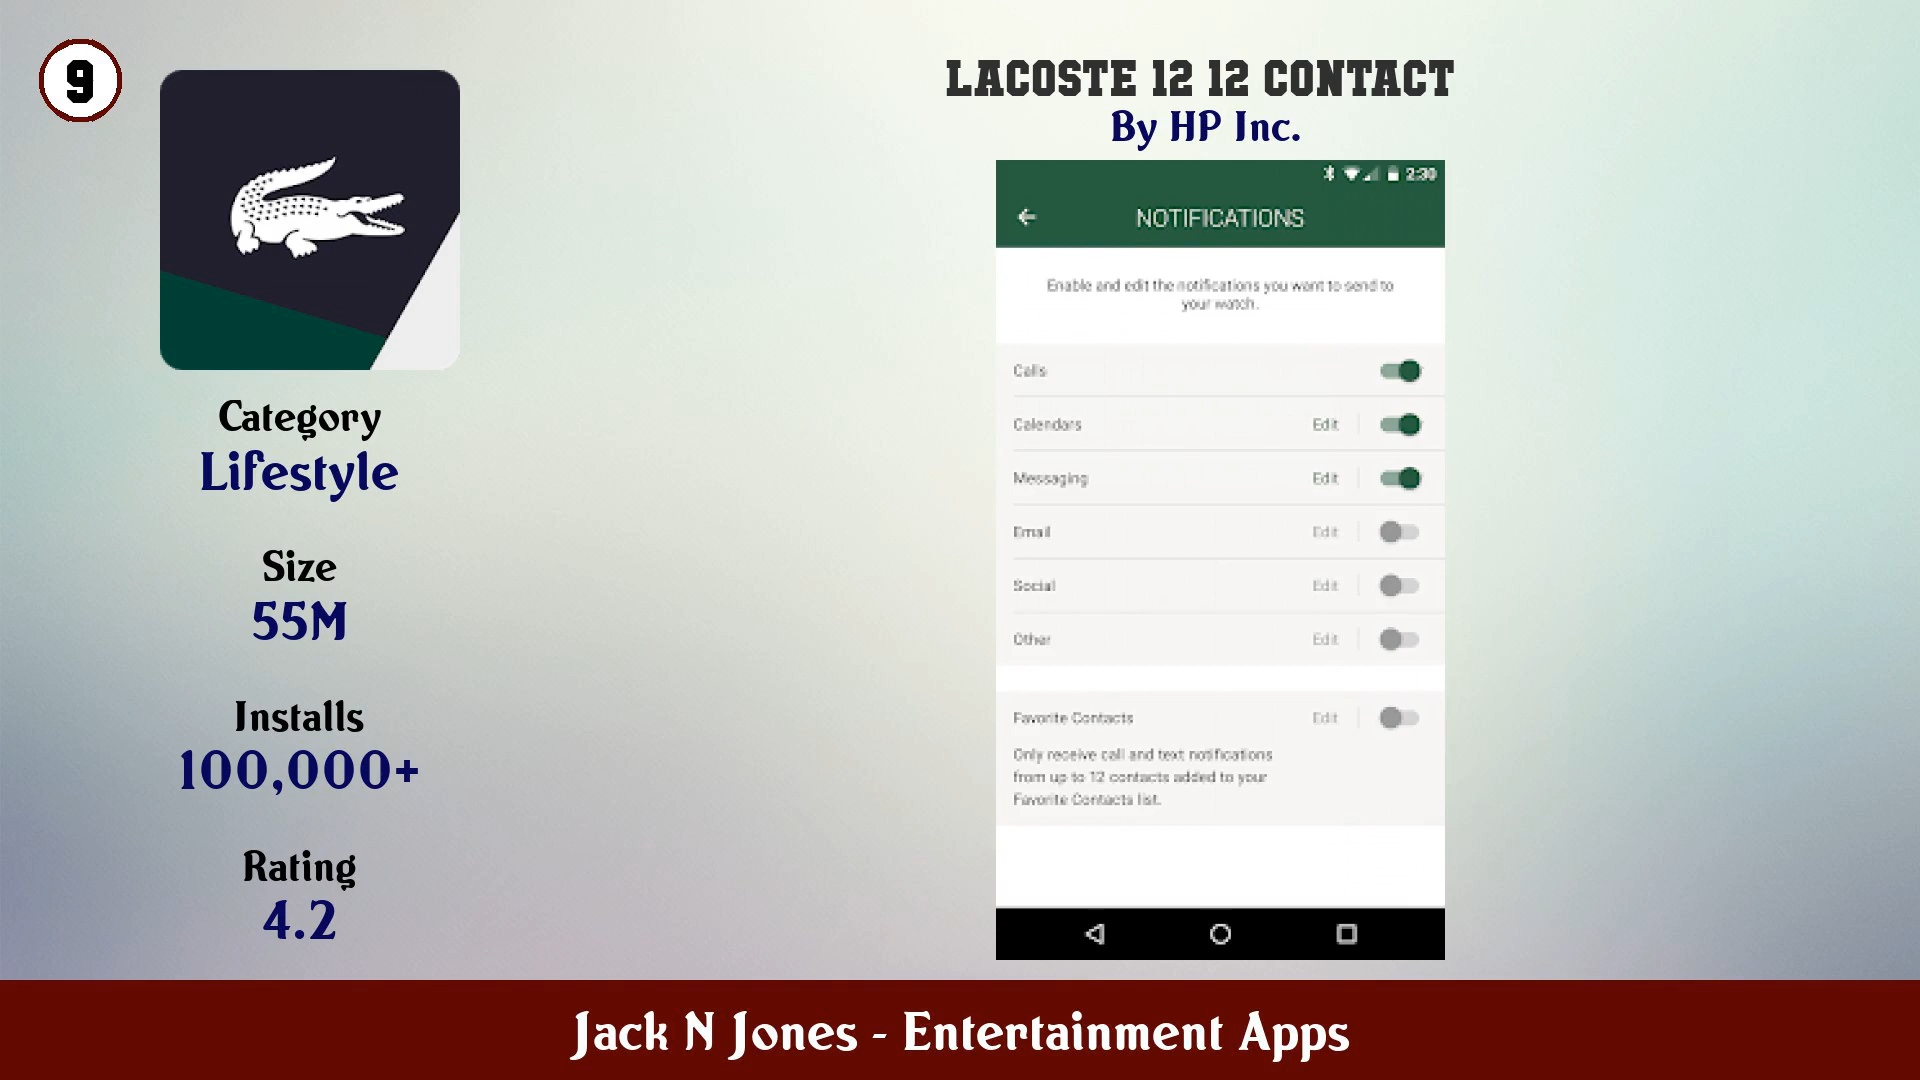 9
LACOSTE 12 12 CONTACT
By HP Inc.
Category
Lifestyle
Size
55M
Installs
100,000+
Rating
4.2
2:30
NOTIFICATIONS
Enable and edit the notifications you want to send to
your watch.
Calls
Calendars Edit
Messaging Edit
Email Edit
Social Edit
Other Edit
Favorite Contacts Edit
Only receive call and text notifications
from up to 12 contacts added to your
Favorite Contacts list.
Jack N Jones - Entertainment Apps